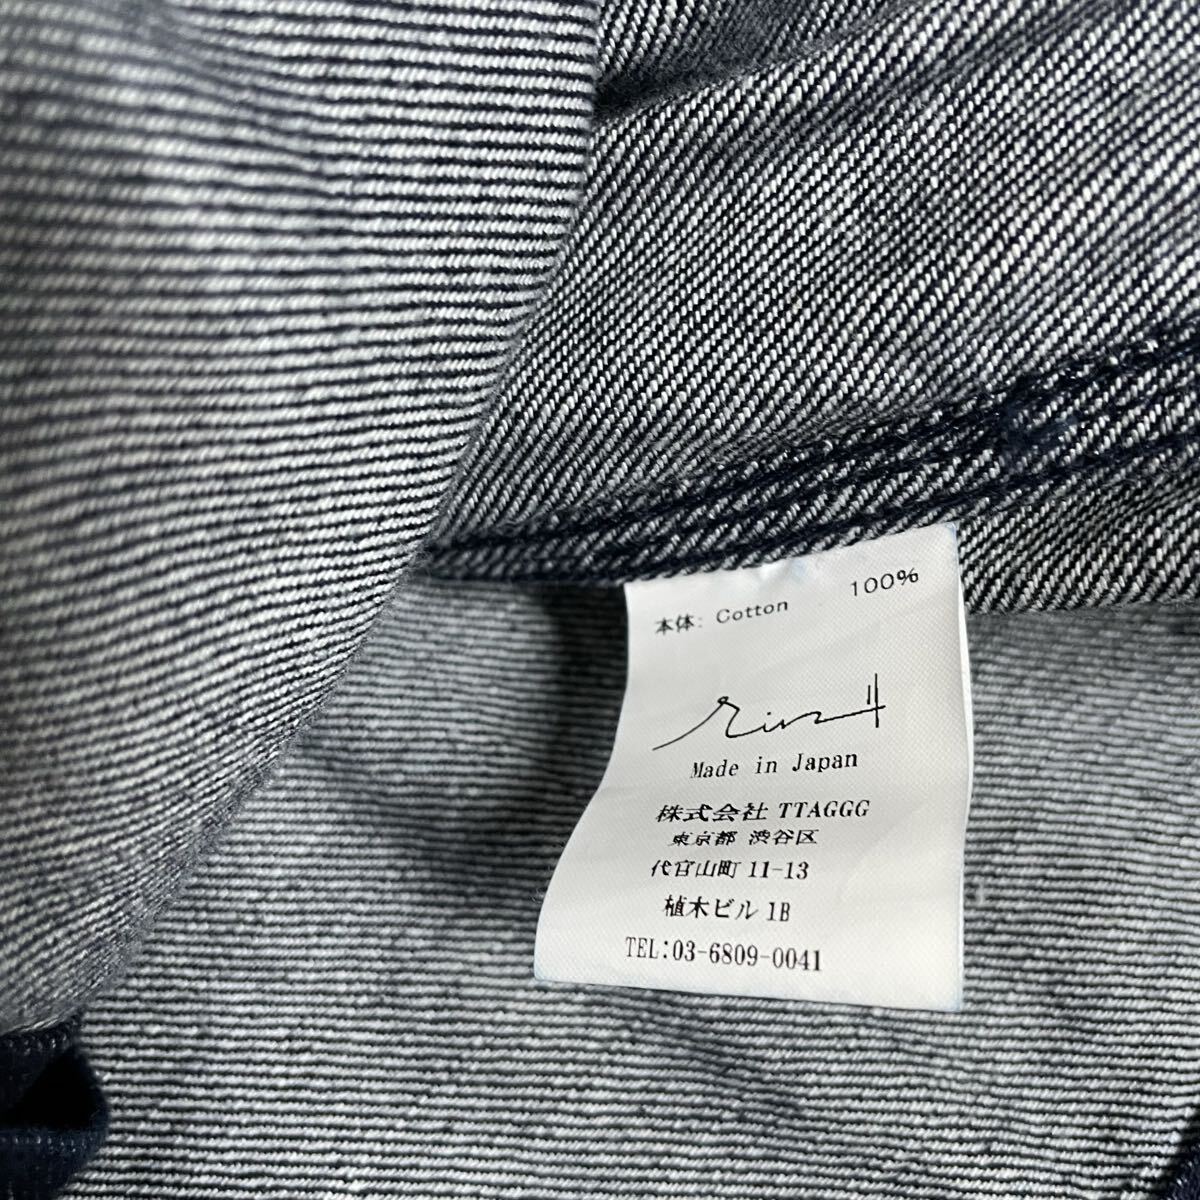 本体: Cotton 100%
Made in Japan
株式会社 TTAGGG
東京都 渋谷区
代官山町 11-13
植木ビル 1B
TEL:03-6809-0041